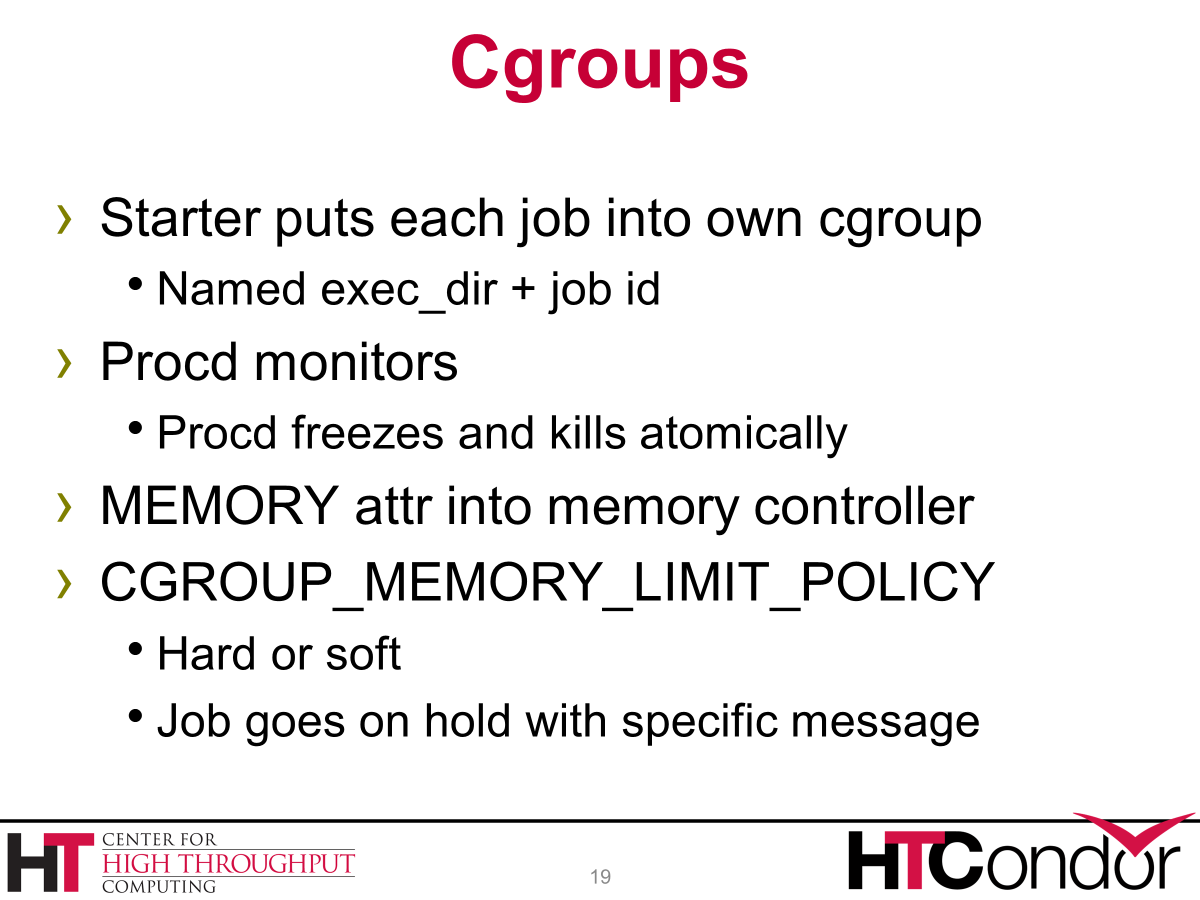 Cgroups
› Starter puts each job into own cgroup
• Named exec_dir + job id
› Procd monitors
• Procd freezes and kills atomically
› MEMORY attr into memory controller
› CGROUP_MEMORY_LIMIT_POLICY
• Hard or soft
• Job goes on hold with specific message
HT CENTER FOR
HIGH THROUGHPUT
COMPUTING
19
HTCondor